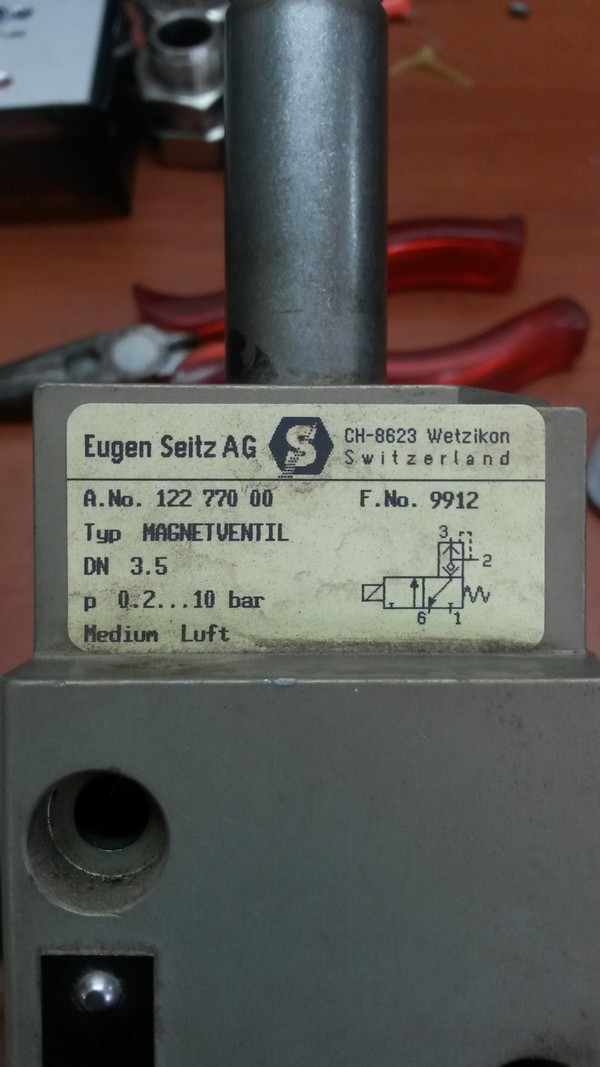 Eugen Seitz AG S CH-8623 Wetzikon
Switzerland
A.No. 122 770 00 F.No. 9912
Typ MAGNETVENTIL
DN 3.5
p 0.2...10 bar
Medium Luft
3
2
6 1